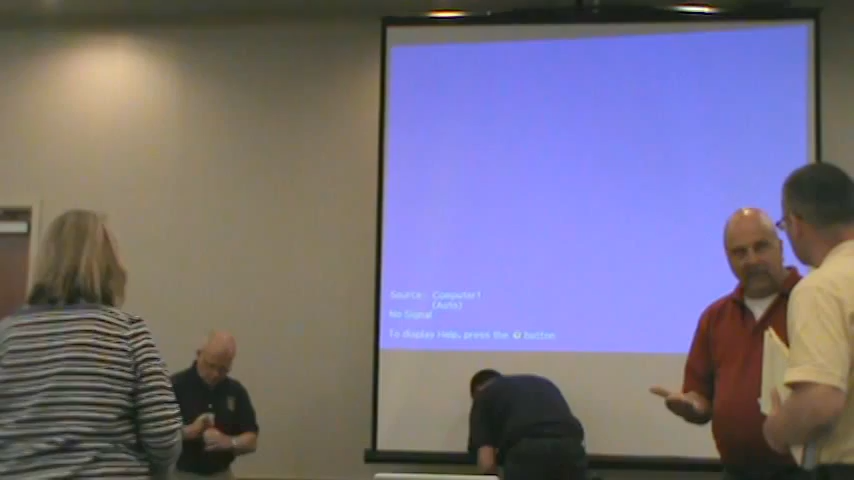 Source: Computer1
(Auto)
No Signal
To display Help, press the ? button.